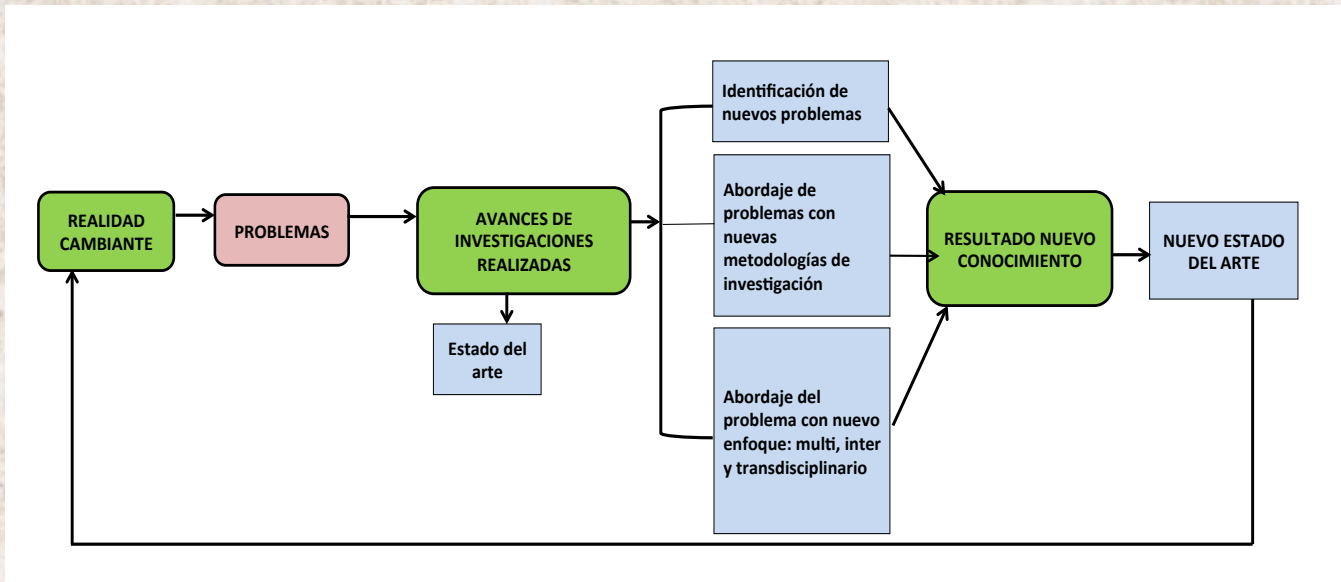 REALIDAD
CAMBIANTE
PROBLEMAS
AVANCES DE
INVESTIGACIONES
REALIZADAS
Estado del
arte
Identificación de
nuevos problemas
Abordaje de
problemas con
nuevas
metodologías de
investigación
Abordaje del
problema con nuevo
enfoque: multi, inter
y transdisciplinario
RESULTADO NUEVO
CONOCIMIENTO
NUEVO ESTADO
DEL ARTE